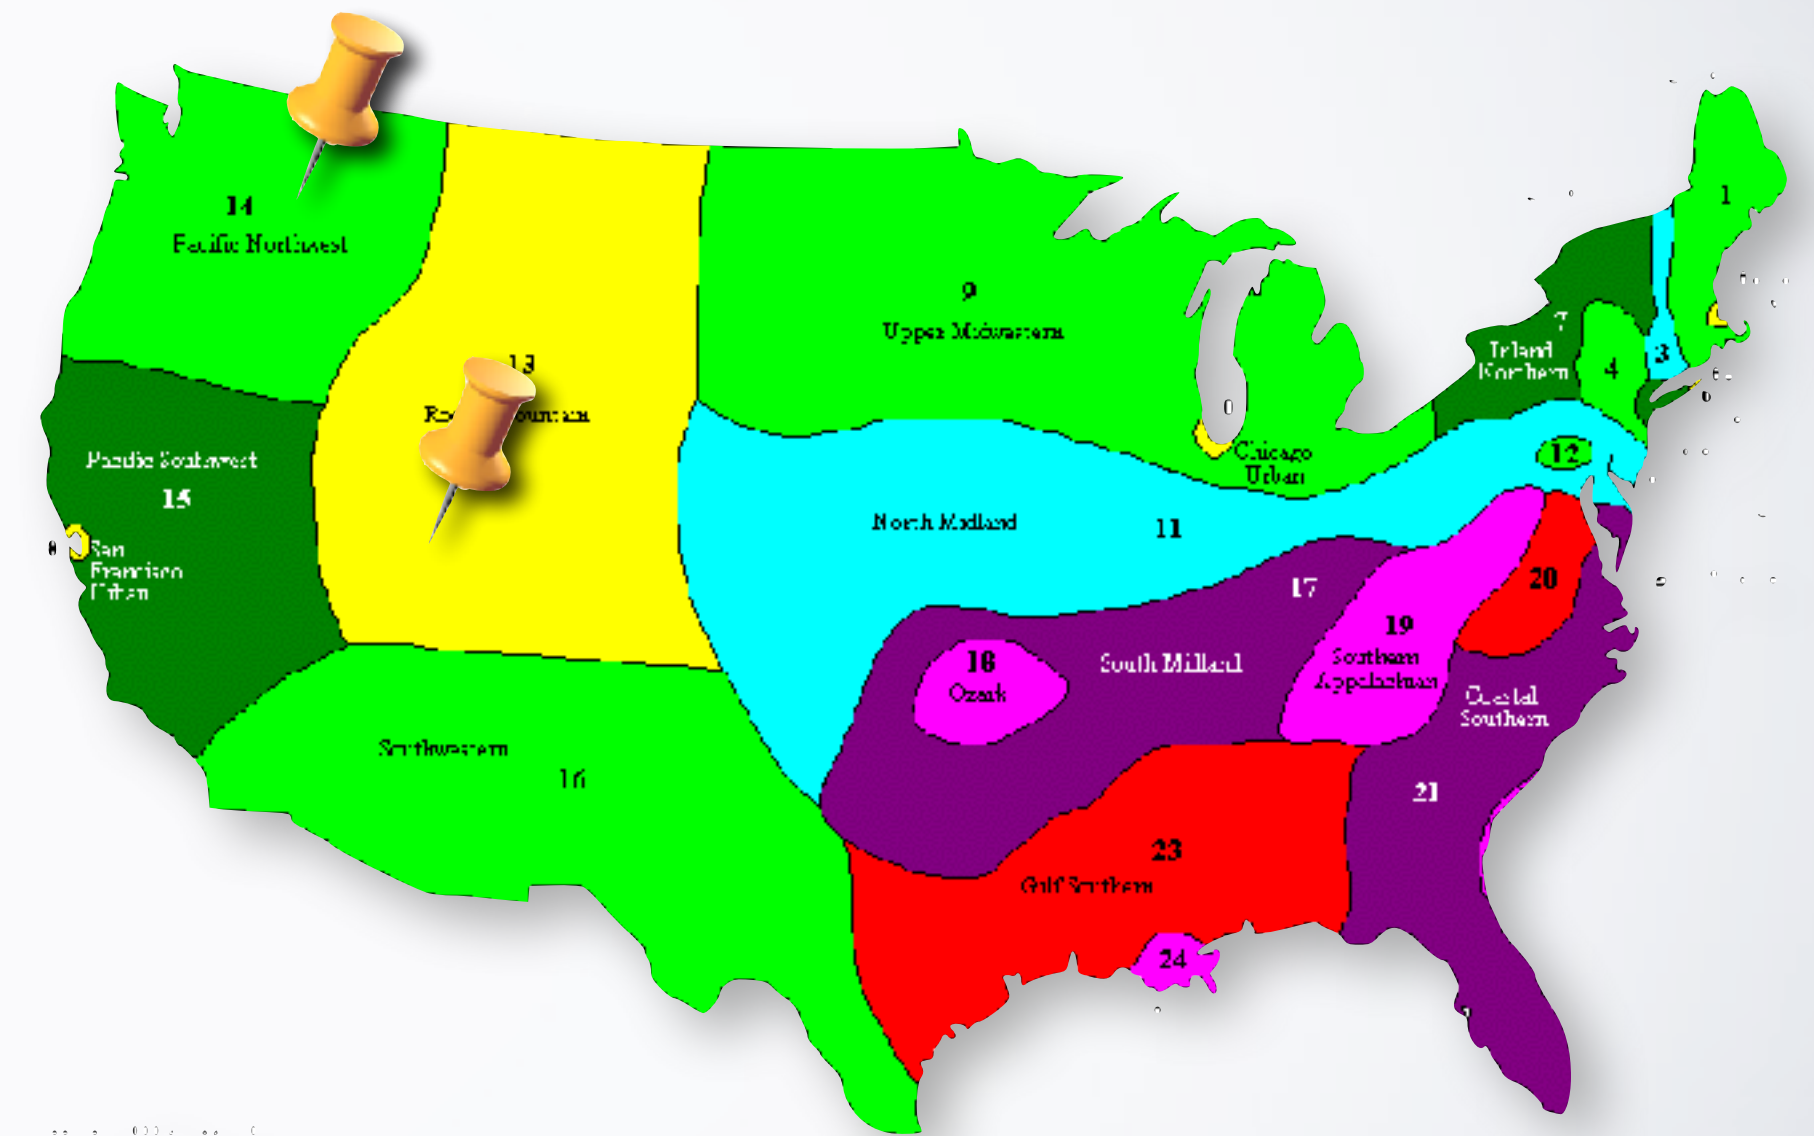 1
14
Pacific Northwest
9
Upper Midwestern
7
Inland
Northern
3
4
13
Pacific Southwest
15
Chicago
Urban
12
North Midland
11
San
Francisco
Urban
17
20
19
Southern
Appalachian
18
Ozark
South Midland
Coastal
Southern
Southwestern
16
21
23
Gulf Southern
24